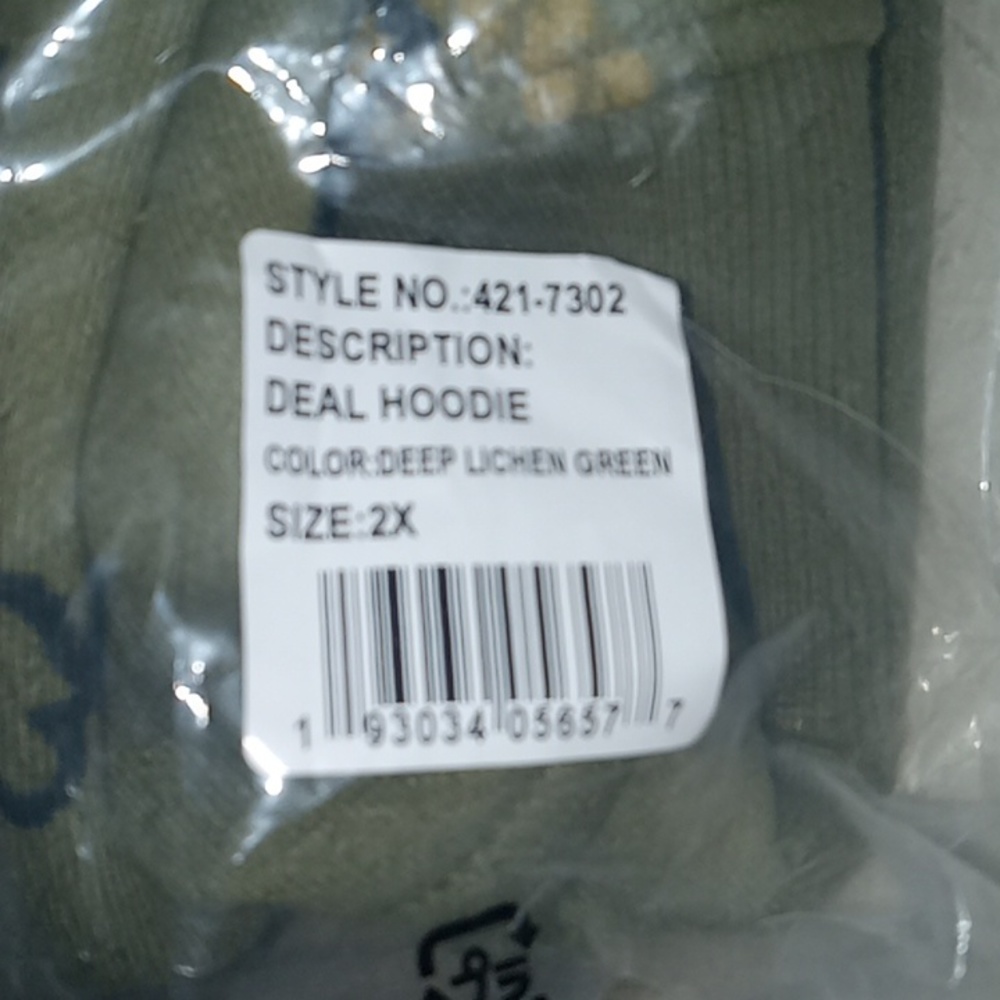 STYLE NO.:421-7302
DESCRIPTION:
DEAL HOODIE
COLOR:DEEP LICHEN GREEN
SIZE:2X
1 93034 05657 7